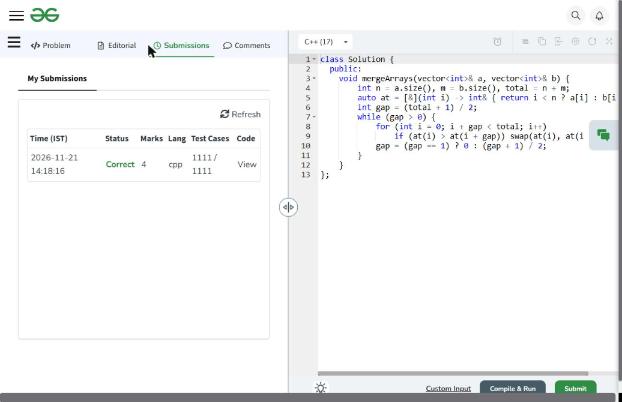 </> Problem
Editorial
Submissions
Comments
My Submissions
Refresh
Time (IST) Status Marks Lang Test Cases Code
2026-11-21 14:18:16 Correct 4 cpp 1111 / 1111 View
C++ (17)
1 class Solution {
2 public:
3 void mergeArrays(vector<int>& a, vector<int>& b) {
4 int n = a.size(), m = b.size(), total = n + m;
5 auto at = [&](int i) -> int& { return i < n ? a[i] : b[i
6 int gap = (total + 1) / 2;
7 while (gap > 0) {
8 for (int i = 0; i + gap < total; i++)
9 if (at(i) > at(i + gap)) swap(at(i), at(i
10 gap = (gap == 1) ? 0 : (gap + 1) / 2;
11 }
12 }
13 };
Custom Input
Compile & Run
Submit